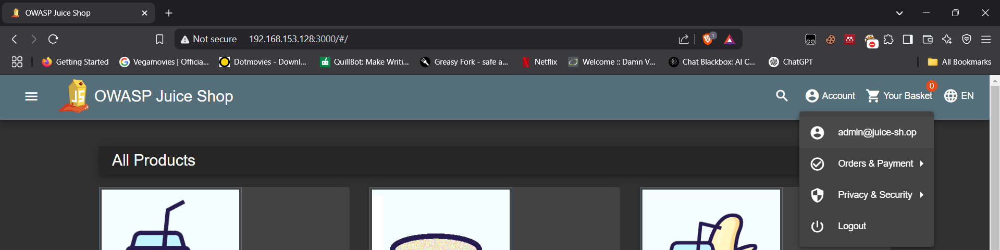 OWASP Juice Shop
Not secure 192.168.153.128:3000/#/
1
Getting Started Vegamovies | Officia... Dotmovies - Downl... QuillBot: Make Writi... Greasy Fork - safe a... Netflix Welcome :: Damn V... Chat Blackbox: AI C... ChatGPT All Bookmarks
JS OWASP Juice Shop Account Your Basket 0 EN
admin@juice-sh.op
All Products
Orders & Payment
Privacy & Security
Logout